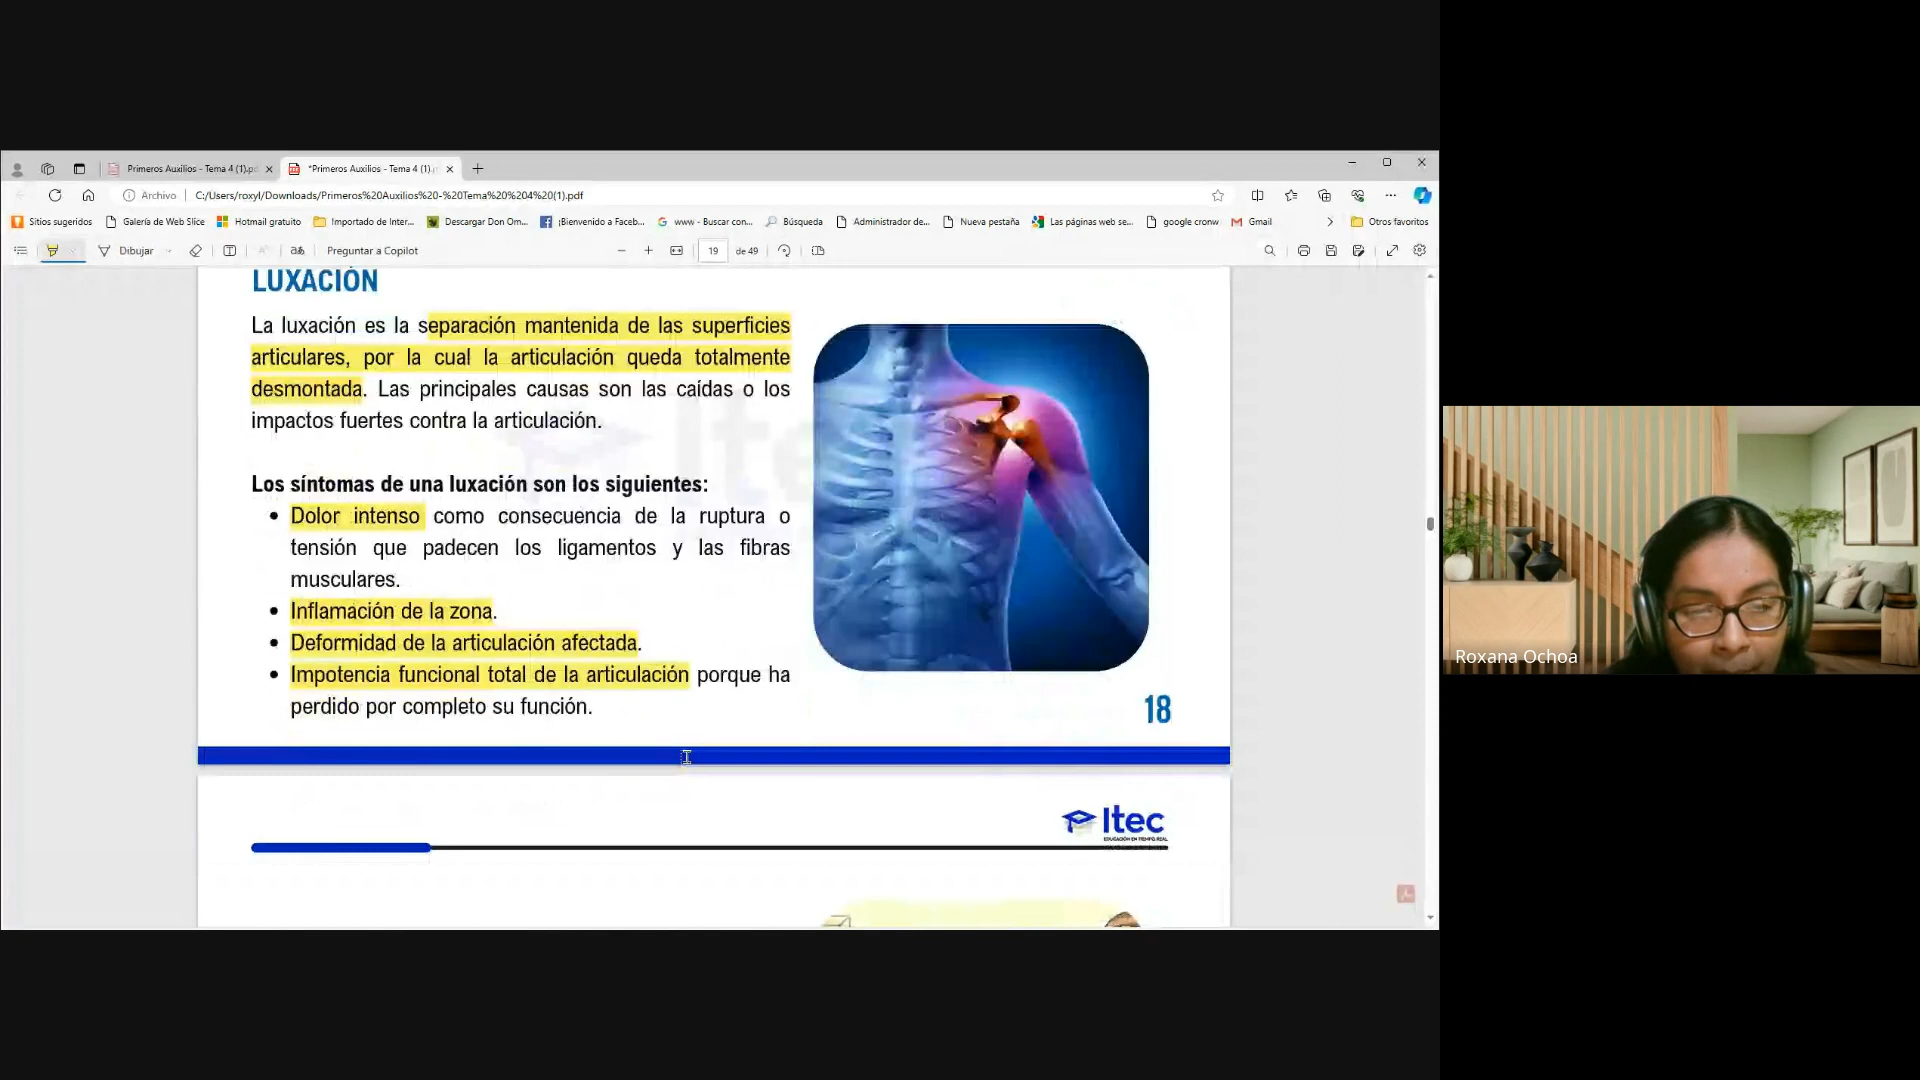 Primeros Auxilios - Tema 4 (1).pd
*Primeros Auxilios - Tema 4 (1).
Archivo
C:/Users/roxyl/Downloads/Primeros%20Auxilios%20-%20Tema%20%204%20(1).pdf
Sitios sugeridos
Galería de Web Slice
Hotmail gratuito
Importado de Inter...
Descargar Don Om...
¡Bienvenido a Faceb...
www - Buscar con...
Búsqueda
Administrador de...
Nueva pestaña
Las páginas web se...
google cronw
Gmail
Otros favoritos
Dibujar
Preguntar a Copilot
19
de 49
LUXACIÓN
La luxación es la separación mantenida de las superficies
articulares, por la cual la articulación queda totalmente
desmontada. Las principales causas son las caídas o los
impactos fuertes contra la articulación.
Los síntomas de una luxación son los siguientes:
• Dolor intenso como consecuencia de la ruptura o
tensión que padecen los ligamentos y las fibras
musculares.
• Inflamación de la zona.
• Deformidad de la articulación afectada.
• Impotencia funcional total de la articulación porque ha
perdido por completo su función.
18
Itec
EDUCACIÓN EN TIEMPO REAL
Roxana Ochoa